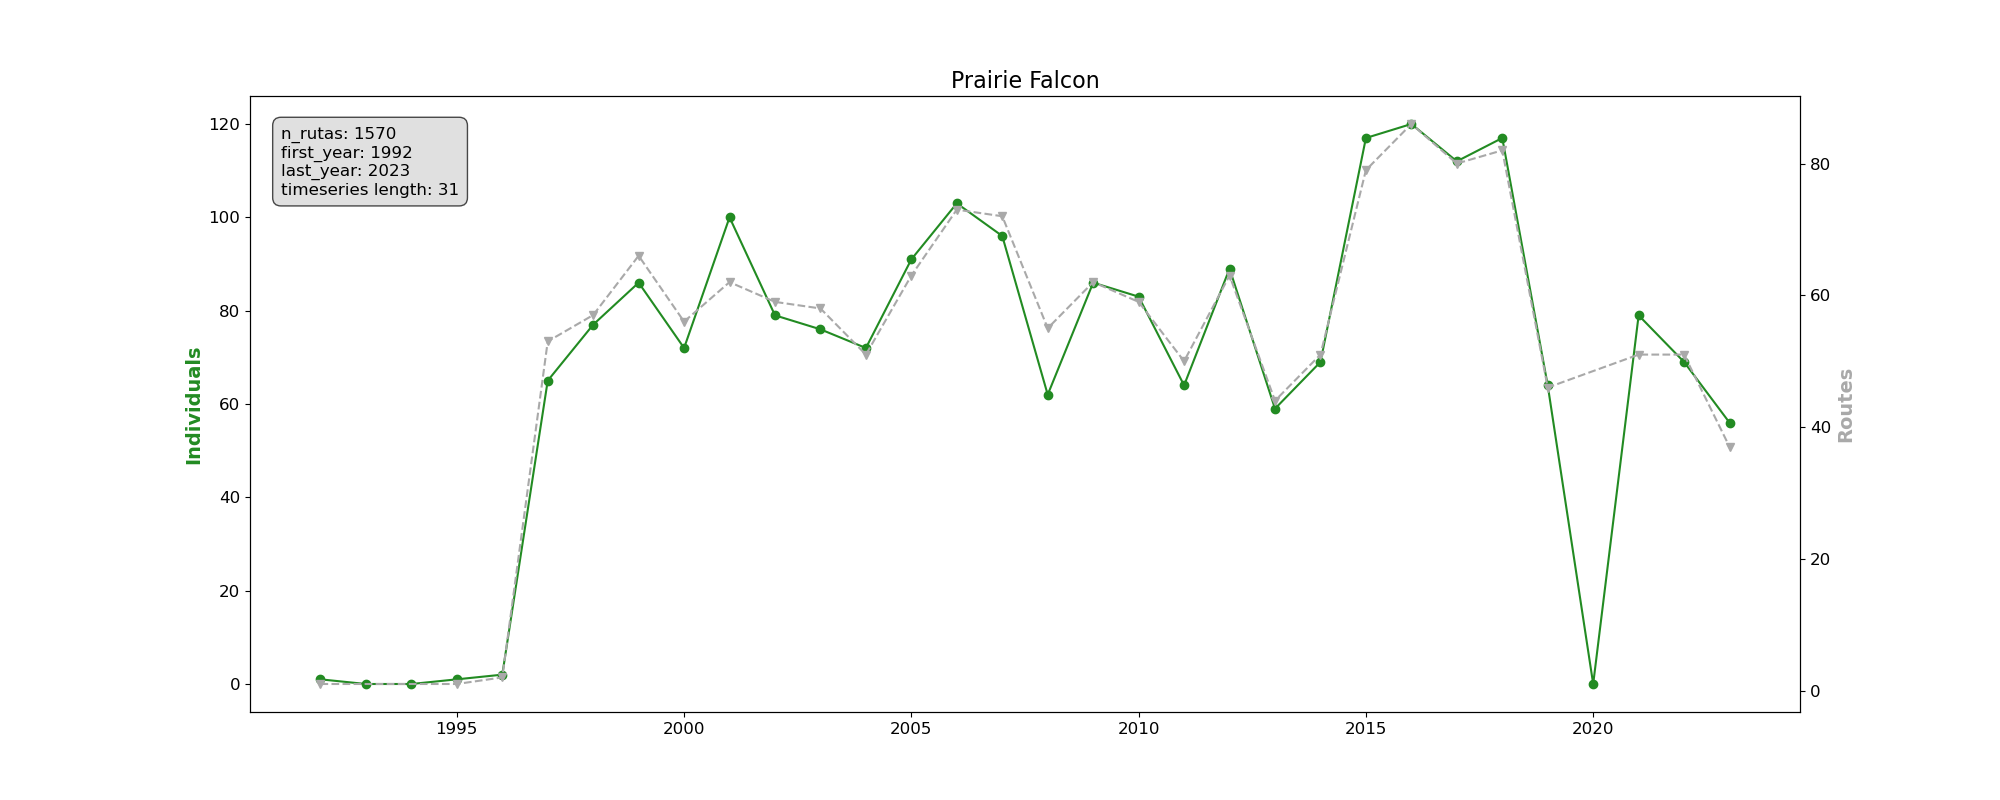 Prairie Falcon
n_rutas: 1570
first_year: 1992
last_year: 2023
timeseries length: 31
120
100
80
60
40
20
0
Individuals
80
60
40
20
0
Routes
1995 2000 2005 2010 2015 2020